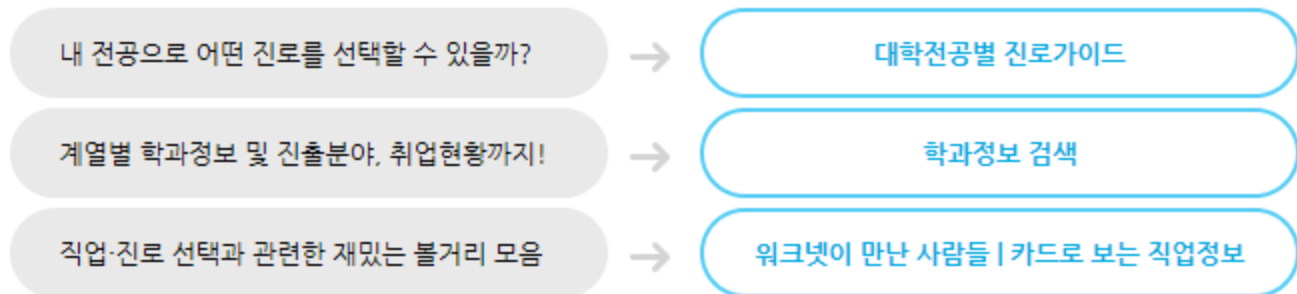 내 전공으로 어떤 진로를 선택할 수 있을까? → 대학전공별 진로가이드
계열별 학과정보 및 진출분야, 취업현황까지! → 학과정보 검색
직업·진로 선택과 관련한 재밌는 볼거리 모음 → 워크넷이 만난 사람들 | 카드로 보는 직업정보